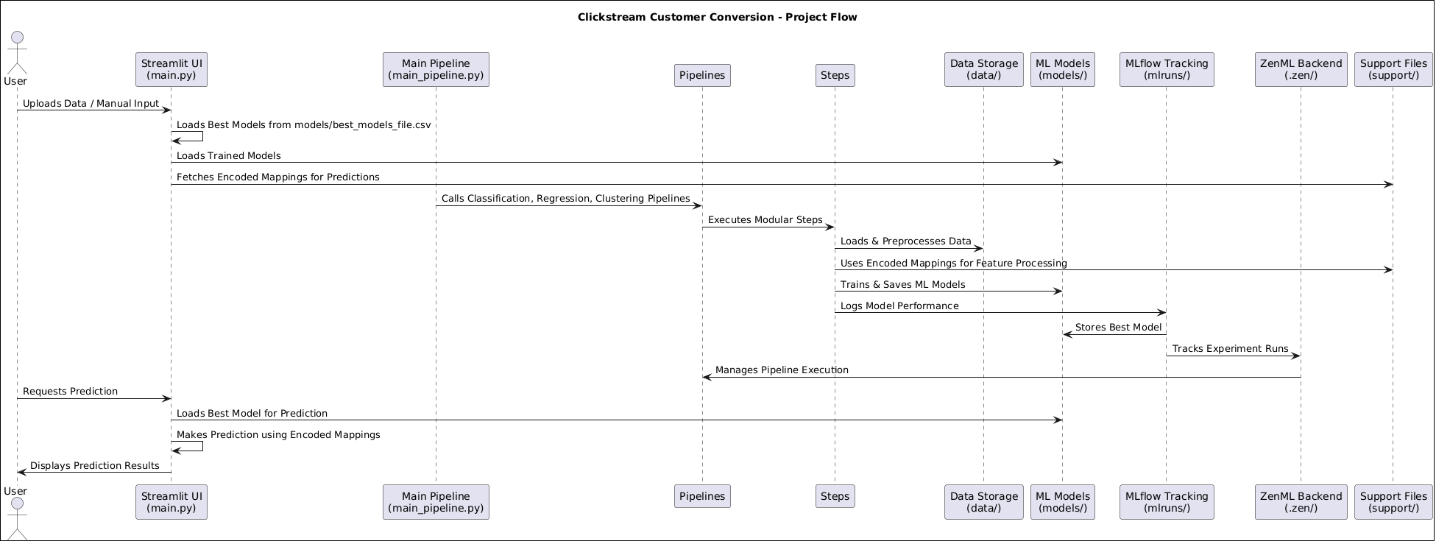 Clickstream Customer Conversion - Project Flow
User
Streamlit UI
(main.py)
Main Pipeline
(main_pipeline.py)
Pipelines
Steps
Data Storage
(data/)
ML Models
(models/)
MLflow Tracking
(mlruns/)
ZenML Backend
(.zen/)
Support Files
(support/)
Uploads Data / Manual Input
Loads Best Models from models/best_models_file.csv
Loads Trained Models
Fetches Encoded Mappings for Predictions
Calls Classification, Regression, Clustering Pipelines
Executes Modular Steps
Loads & Preprocesses Data
Uses Encoded Mappings for Feature Processing
Trains & Saves ML Models
Logs Model Performance
Stores Best Model
Tracks Experiment Runs
Manages Pipeline Execution
Requests Prediction
Loads Best Model for Prediction
Makes Prediction using Encoded Mappings
Displays Prediction Results
User
Streamlit UI
(main.py)
Main Pipeline
(main_pipeline.py)
Pipelines
Steps
Data Storage
(data/)
ML Models
(models/)
MLflow Tracking
(mlruns/)
ZenML Backend
(.zen/)
Support Files
(support/)